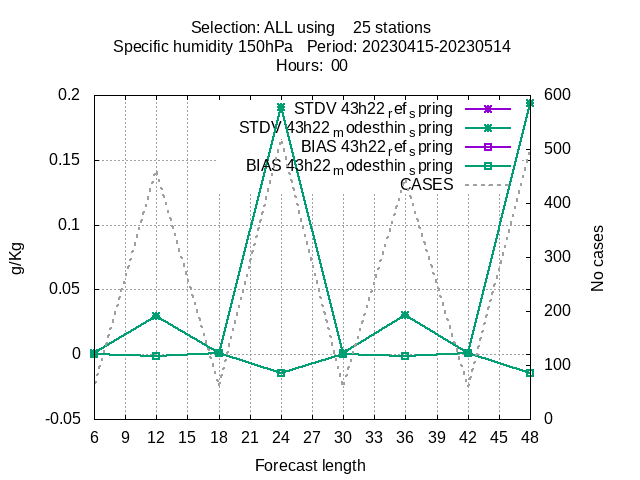 Selection: ALL using    25 stations
Specific humidity 150hPa   Period: 20230415-20230514
Hours:  00
0.2
0.15
0.1
0.05
0
-0.05
g/Kg
600
500
400
300
200
100
0
No cases
STDV 43h22_ref_spring
STDV 43h22_modesthin_spring
BIAS 43h22_ref_spring
BIAS 43h22_modesthin_spring
CASES
6 9 12 15 18 21 24 27 30 33 36 39 42 45 48
Forecast length